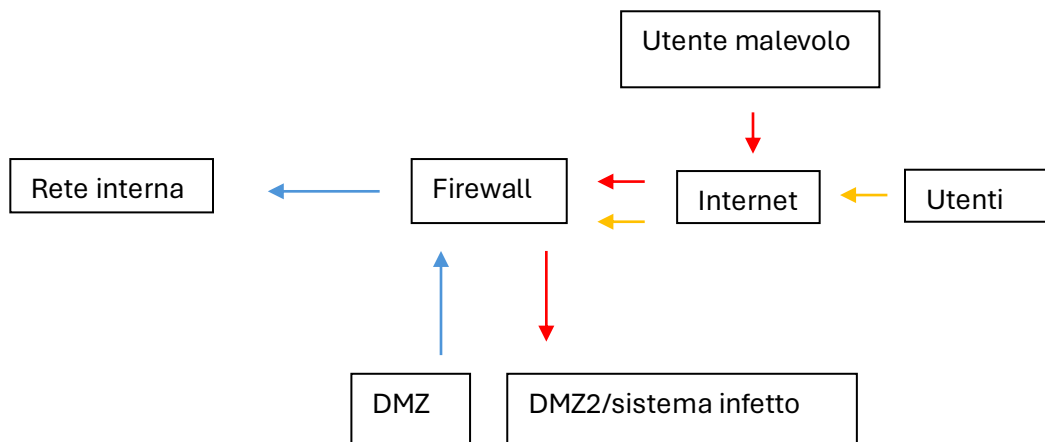 Utente malevolo
Rete interna
Firewall
Internet
Utenti
DMZ
DMZ2/sistema infetto